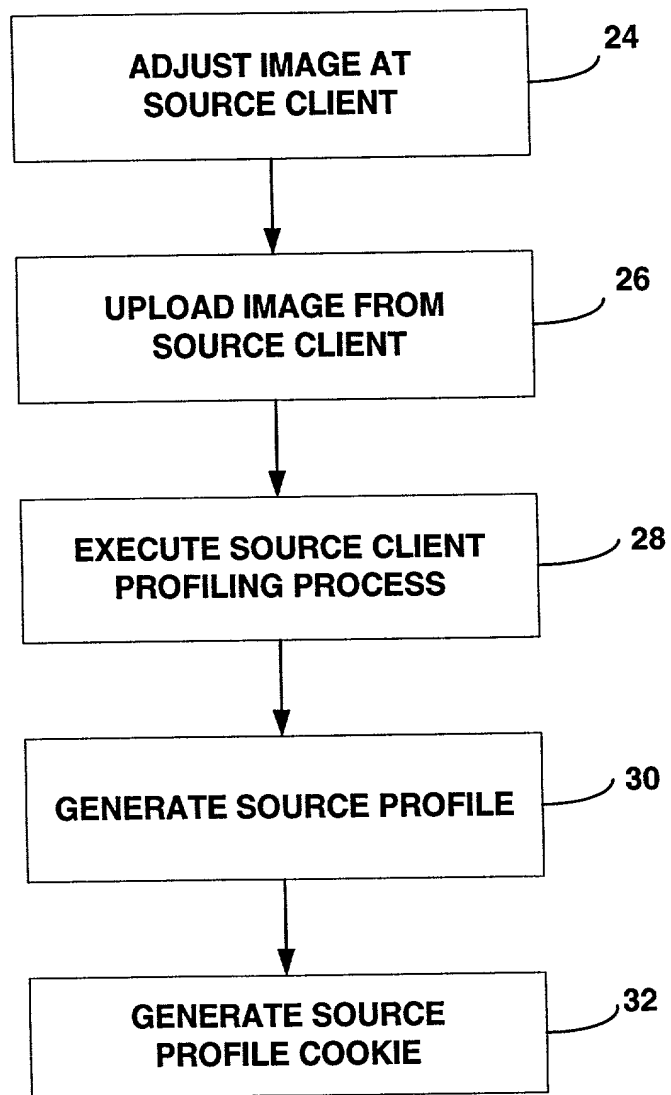 ADJUST IMAGE AT
SOURCE CLIENT
24
UPLOAD IMAGE FROM
SOURCE CLIENT
26
EXECUTE SOURCE CLIENT
PROFILING PROCESS
28
GENERATE SOURCE PROFILE
30
GENERATE SOURCE
PROFILE COOKIE
32